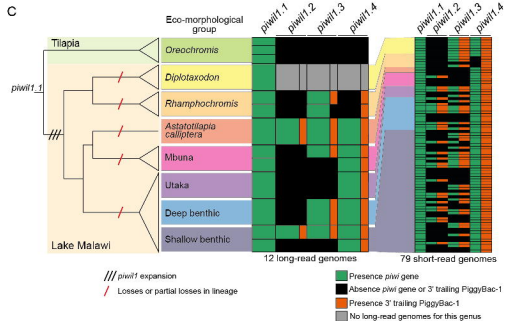 C
Eco-morphological
group
piwil1.1
piwil1.2
piwil1.3
piwil1.4
piwil1.1
piwil1.2
piwil1.3
piwil1.4
Tilapia
Oreochromis
piwil1.1
Diplotaxodon
Rhamphochromis
Astatotilapia
calliptera
Mbuna
Utaka
Deep benthic
Shallow benthic
Lake Malawi
12 long-read genomes
79 short-read genomes
/// piwil1 expansion
/ Losses or partial losses in lineage
Presence piwi gene
Absence piwi gene or 3' trailing PiggyBac-1
Presence 3' trailing PiggyBac-1
No long-read genomes for this genus